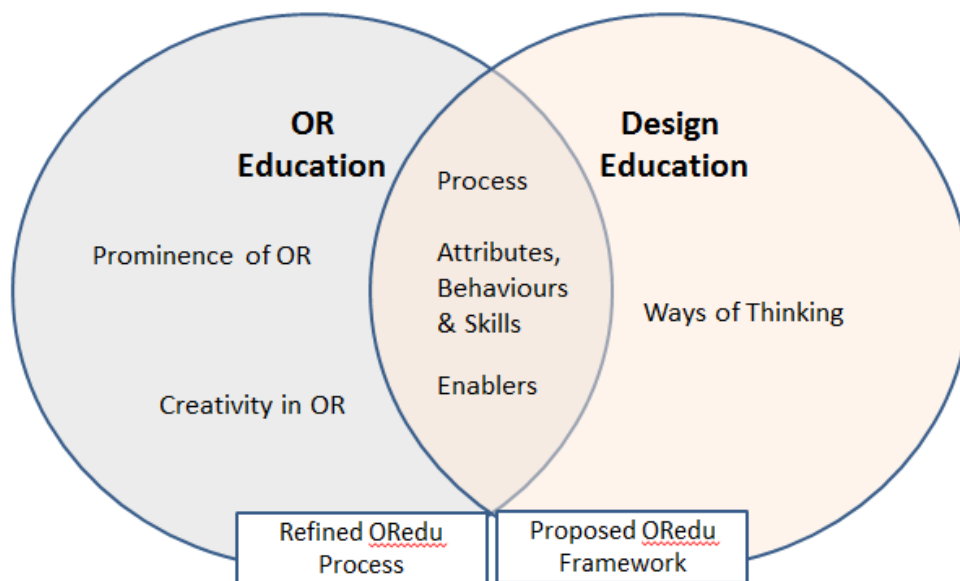 OR
Education
Design
Education
Process
Prominence of OR
Attributes,
Behaviours
& Skills
Ways of Thinking
Enablers
Creativity in OR
Refined ORedu
Process
Proposed ORedu
Framework